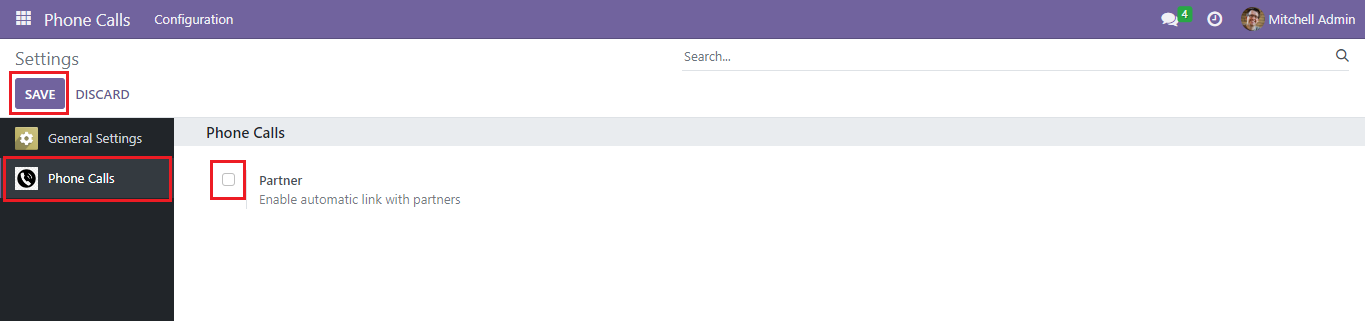 Phone Calls Configuration 4 Mitchell Admin
Settings Search...
SAVE DISCARD
General Settings
Phone Calls
Phone Calls
Partner
Enable automatic link with partners